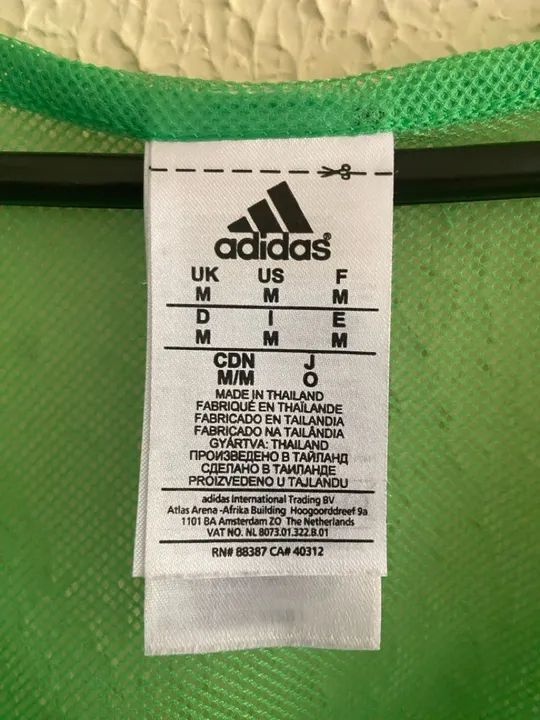 adidas®
UK US F
M M M
D I E
M M M
CDN J
M/M O
MADE IN THAILAND
FABRIQUÉ EN THAÏLANDE
FABRICADO EN TAILANDIA
FABRICADO NA TAILÂNDIA
GYÁRTVA: THAILAND
ПРОИЗВЕДЕНО В ТАЙЛАНД
СДЕЛАНО В ТАИЛАНДЕ
PROIZVEDENO U TAJLANDU
adidas International Trading BV
Atlas Arena -Afrika Building Hoogoorddreef 9a
1101 BA Amsterdam ZO The Netherlands
VAT NO. NL 8073.01.322.B.01
RN# 88387 CA# 40312